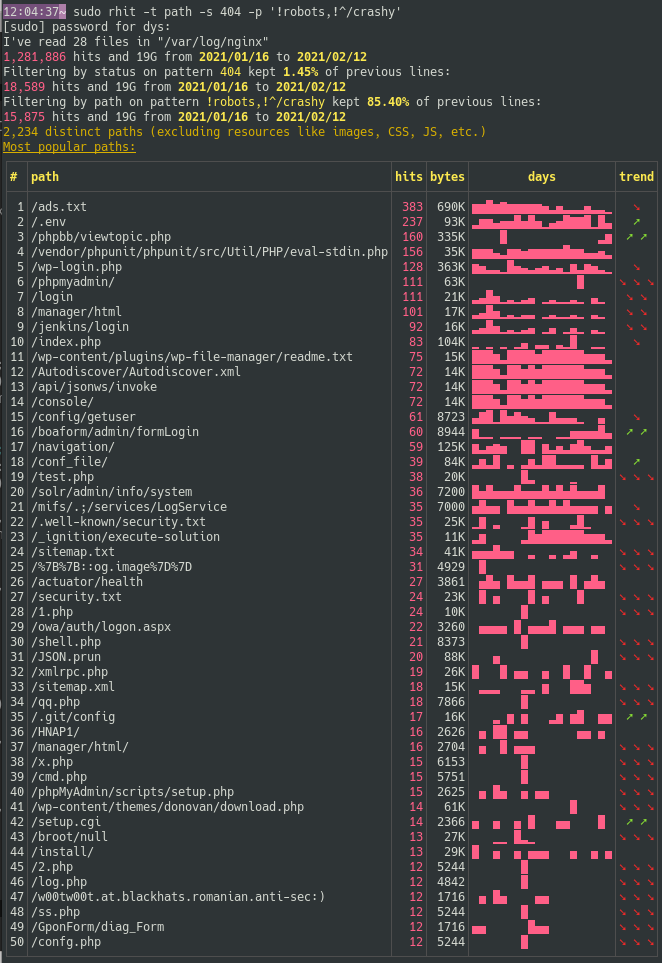 12:04:37~ sudo rhit -t path -s 404 -p '!robots,!^/crashy'
[sudo] password for dys:
I've read 28 files in "/var/log/nginx"
1,281,886 hits and 19G from 2021/01/16 to 2021/02/12
Filtering by status on pattern 404 kept 1.45% of previous lines:
18,589 hits and 19G from 2021/01/16 to 2021/02/12
Filtering by path on pattern !robots,!^/crashy kept 85.40% of previous lines:
15,875 hits and 19G from 2021/01/16 to 2021/02/12
2,234 distinct paths (excluding resources like images, CSS, JS, etc.)
Most popular paths:
# path hits bytes days trend
1 /ads.txt 383 690K ↘
2 /.env 237 93K ↗
3 /phpbb/viewtopic.php 160 335K ↗ ↗
4 /vendor/phpunit/phpunit/src/Util/PHP/eval-stdin.php 156 35K
5 /wp-login.php 128 363K ↘
6 /phpmyadmin/ 111 63K ↘ ↘ ↘
7 /login 111 21K ↘ ↘
8 /manager/html 101 17K ↘ ↘
9 /jenkins/login 92 16K ↘ ↘
10 /index.php 83 104K ↘
11 /wp-content/plugins/wp-file-manager/readme.txt 75 15K
12 /Autodiscover/Autodiscover.xml 72 14K
13 /api/jsonws/invoke 72 14K
14 /console/ 72 14K
15 /config/getuser 61 8723 ↘
16 /boaform/admin/formLogin 60 8944 ↗ ↗
17 /navigation/ 59 125K
18 /conf_file/ 39 84K ↗
19 /test.php 38 20K ↘ ↘ ↘
20 /solr/admin/info/system 36 7200
21 /mifs/.;/services/LogService 35 7000 ↘
22 /.well-known/security.txt 35 25K ↘ ↘ ↘
23 /_ignition/execute-solution 35 11K
24 /sitemap.txt 34 41K ↘ ↘ ↘
25 /%7B%7B::og.image%7D%7D 31 4929 ↘ ↘ ↘
26 /actuator/health 27 3861
27 /security.txt 24 23K ↘ ↘ ↘
28 /1.php 24 10K ↘ ↘ ↘
29 /owa/auth/logon.aspx 22 3260
30 /shell.php 21 8373 ↘ ↘ ↘
31 /JSON.prun 20 88K ↘ ↘ ↘
32 /xmlrpc.php 19 26K
33 /sitemap.xml 18 15K ↘ ↘ ↘
34 /qq.php 18 7866 ↘ ↘ ↘
35 /.git/config 17 16K ↗ ↗
36 /HNAP1/ 16 2626
37 /manager/html/ 16 2704 ↘ ↘ ↘
38 /x.php 15 6153 ↘ ↘ ↘
39 /cmd.php 15 5751 ↘ ↘ ↘
40 /phpMyAdmin/scripts/setup.php 15 2625 ↘ ↘ ↘
41 /wp-content/themes/donovan/download.php 14 61K ↘ ↘ ↘
42 /setup.cgi 14 2366 ↗ ↗
43 /broot/null 13 27K ↘ ↘ ↘
44 /install/ 13 29K
45 /2.php 12 5244 ↘ ↘ ↘
46 /log.php 12 4842 ↘ ↘ ↘
47 /w00tw00t.at.blackhats.romanian.anti-sec:) 12 1716 ↘ ↘ ↘
48 /ss.php 12 5244 ↘ ↘ ↘
49 /GponForm/diag_Form 12 1716 ↘ ↘ ↘
50 /confg.php 12 5244 ↘ ↘ ↘